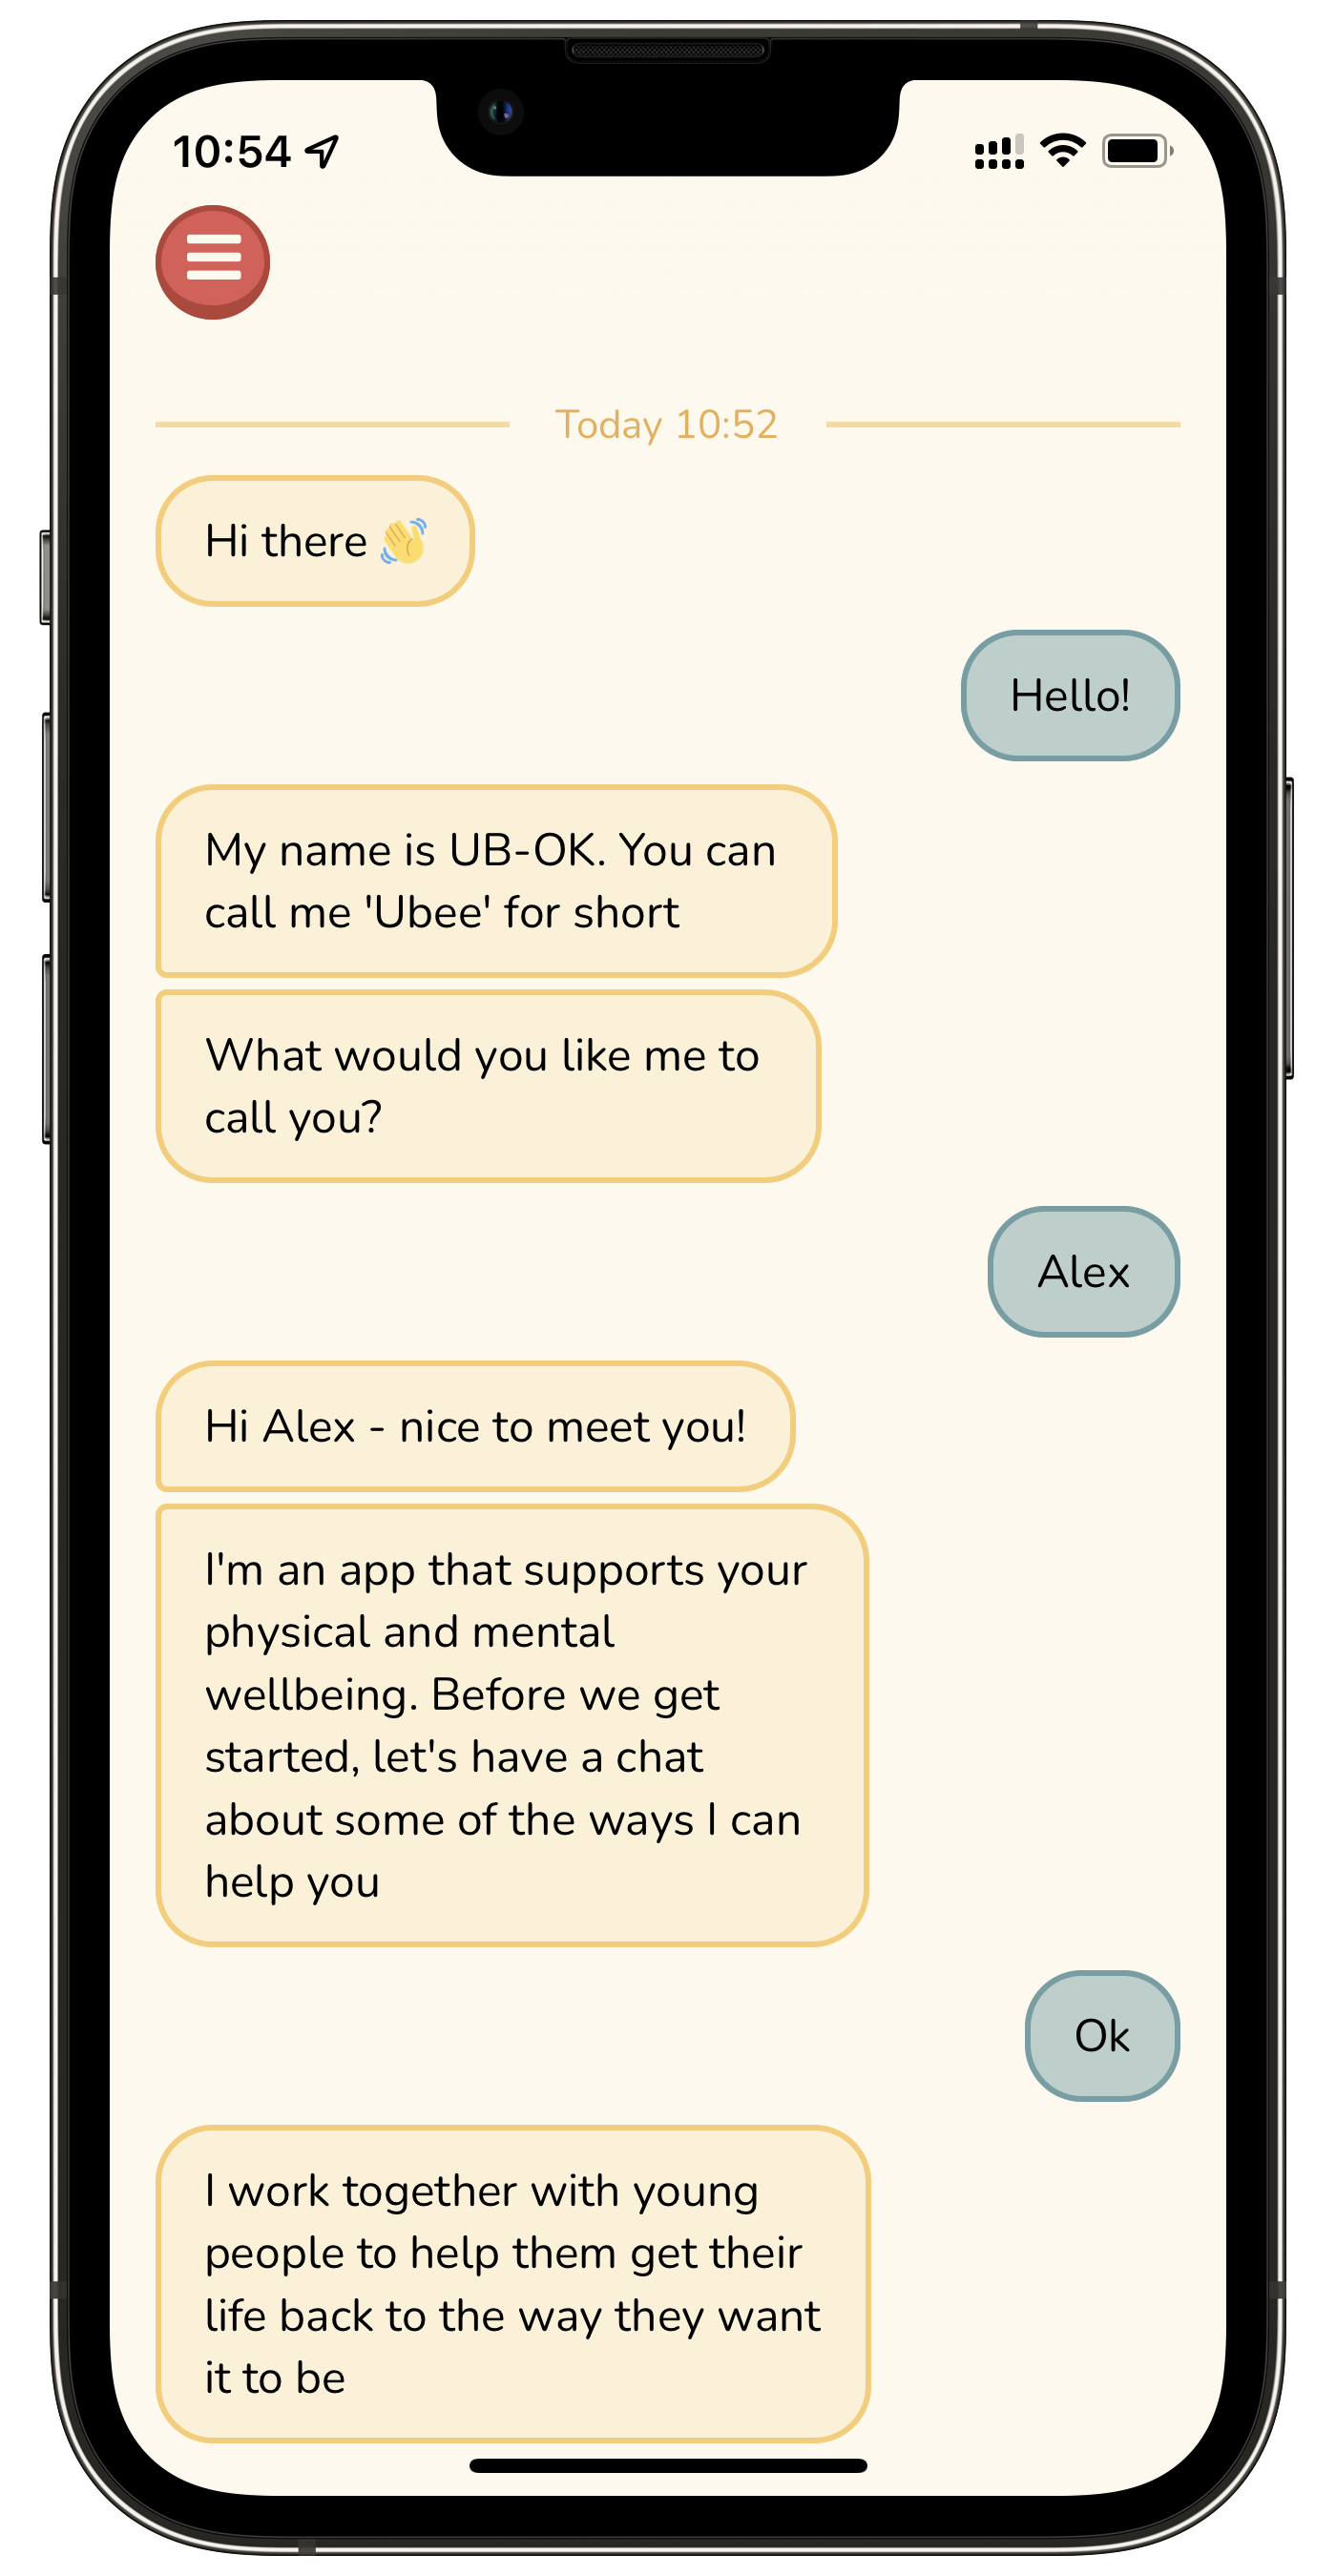 10:54
Today 10:52
Hi there 👋
Hello!
My name is UB-OK. You can
call me 'Ubee' for short
What would you like me to
call you?
Alex
Hi Alex - nice to meet you!
I'm an app that supports your
physical and mental
wellbeing. Before we get
started, let's have a chat
about some of the ways I can
help you
Ok
I work together with young
people to help them get their
life back to the way they want
it to be